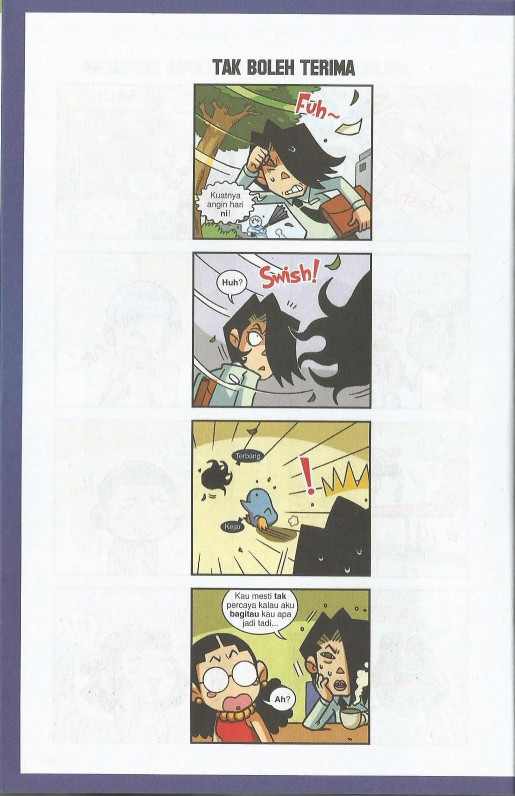 TAK BOLEH TERIMA
Fuh~
Kuatnya
angin hari
ni!
Swish!
Huh?
Terbang
!
Kejar
Kau mesti tak
percaya kalau aku
bagitau kau apa
jadi tadi...
Ah?